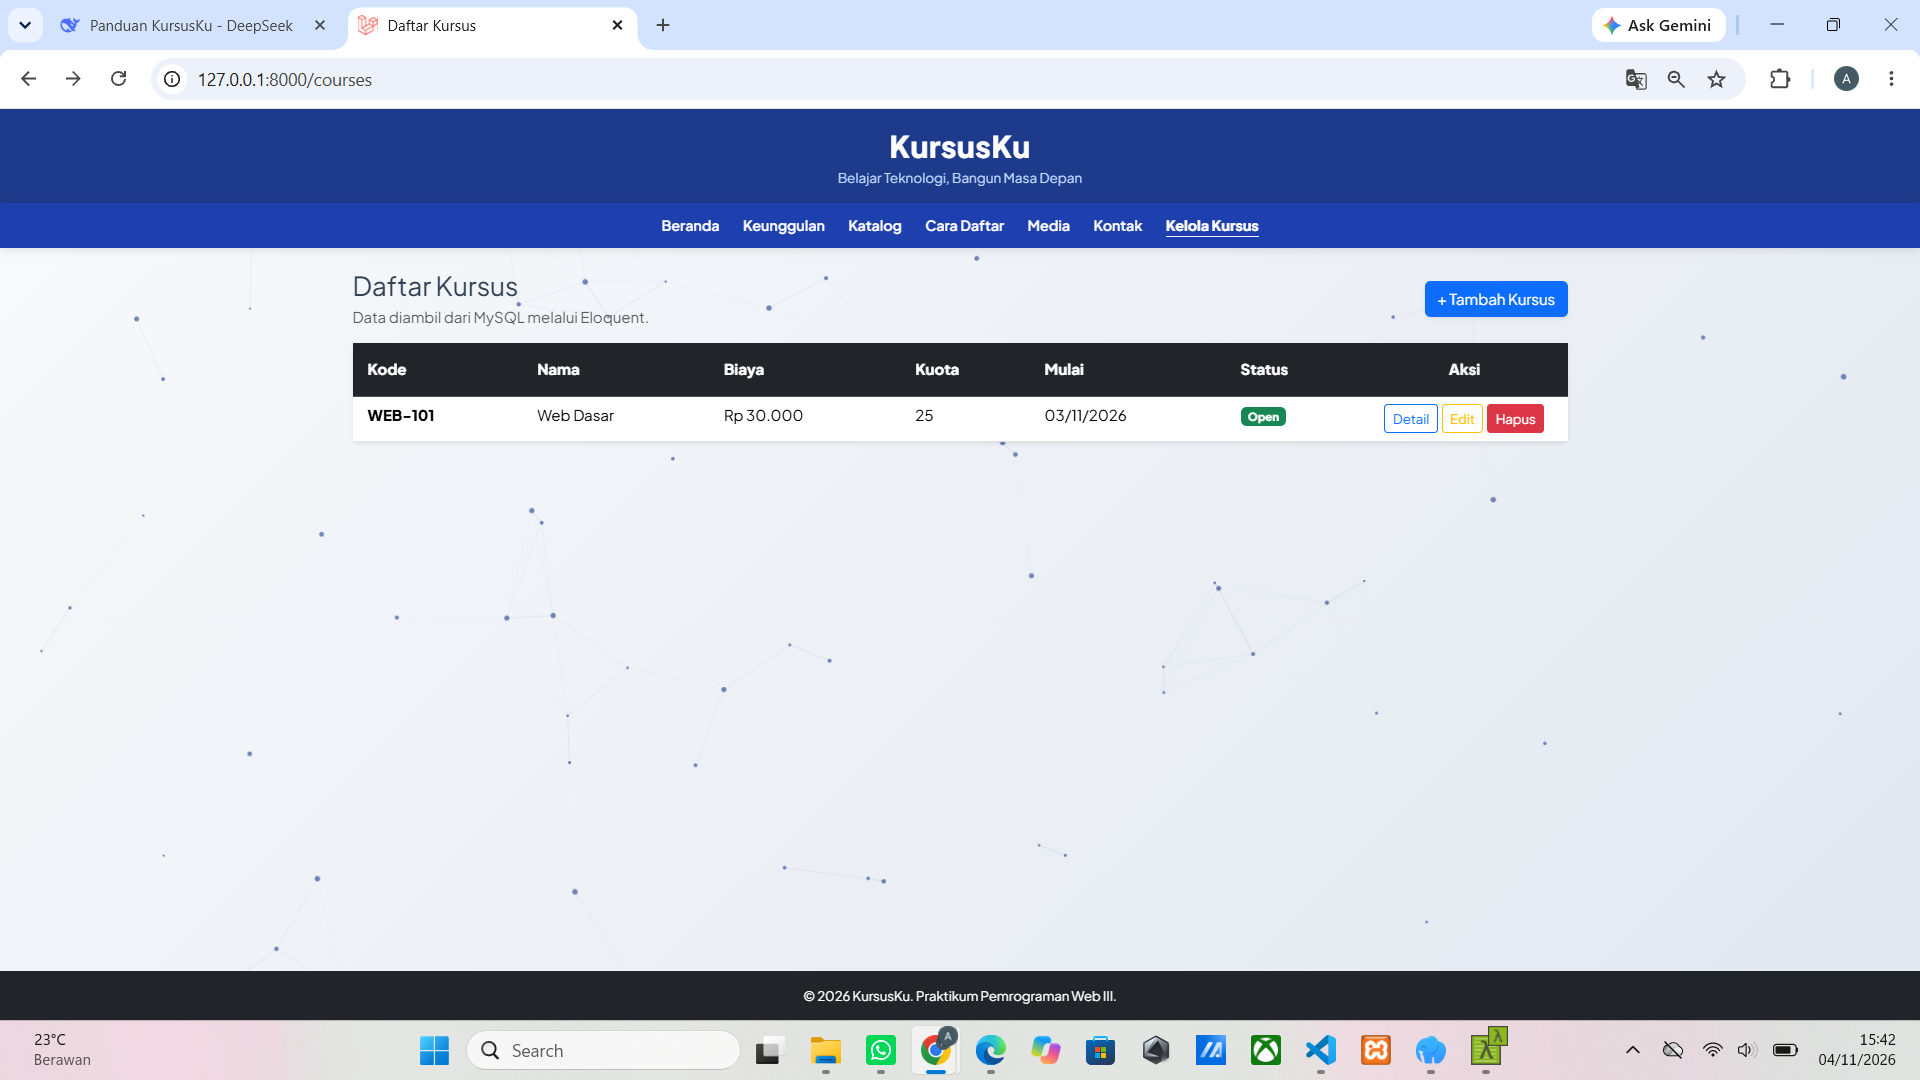 Panduan KursusKu - DeepSeek
Daftar Kursus
Ask Gemini
127.0.0.1:8000/courses
A
KursusKu
Belajar Teknologi, Bangun Masa Depan
Beranda Keunggulan Katalog Cara Daftar Media Kontak Kelola Kursus
Daftar Kursus
+ Tambah Kursus
Data diambil dari MySQL melalui Eloquent.
Kode Nama Biaya Kuota Mulai Status Aksi
WEB-101 Web Dasar Rp 30.000 25 03/11/2026 Open Detail Edit Hapus
© 2026 KursusKu. Praktikum Pemrograman Web III.
23°C
Berawan
Search
A
15:42
04/11/2026